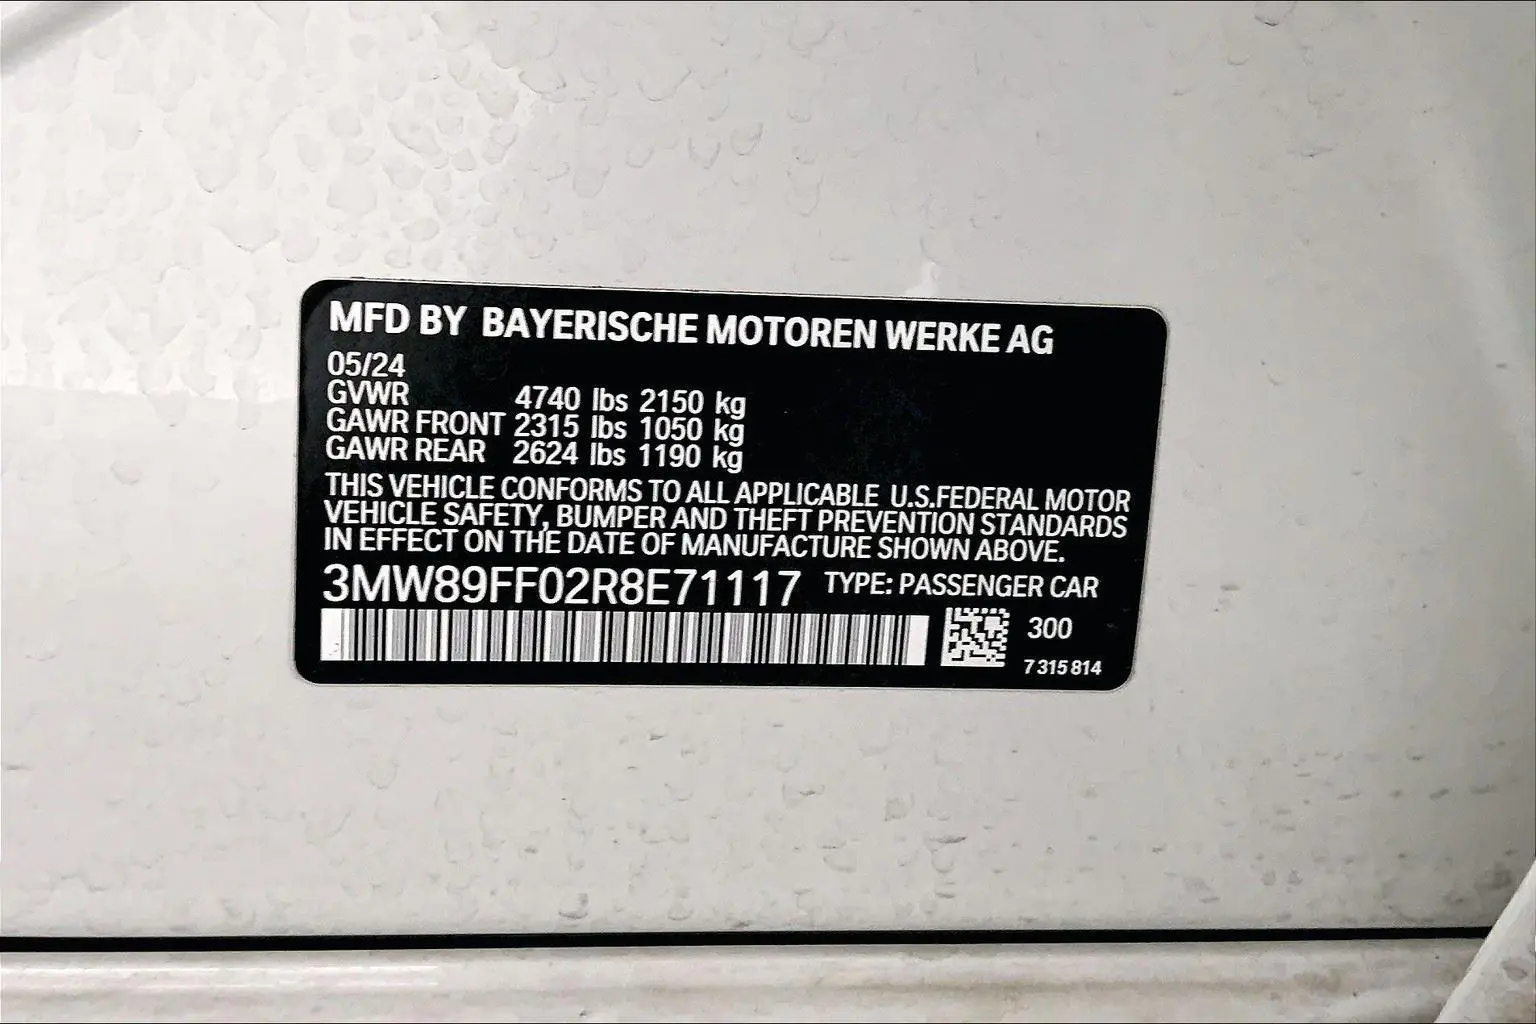 MFD BY BAYERISCHE MOTOREN WERKE AG
05/24
GVWR 4740 lbs 2150 kg
GAWR FRONT 2315 lbs 1050 kg
GAWR REAR 2624 lbs 1190 kg
THIS VEHICLE CONFORMS TO ALL APPLICABLE U.S.FEDERAL MOTOR
VEHICLE SAFETY, BUMPER AND THEFT PREVENTION STANDARDS
IN EFFECT ON THE DATE OF MANUFACTURE SHOWN ABOVE.
3MW89FF02R8E71117 TYPE: PASSENGER CAR
300
7 315 814